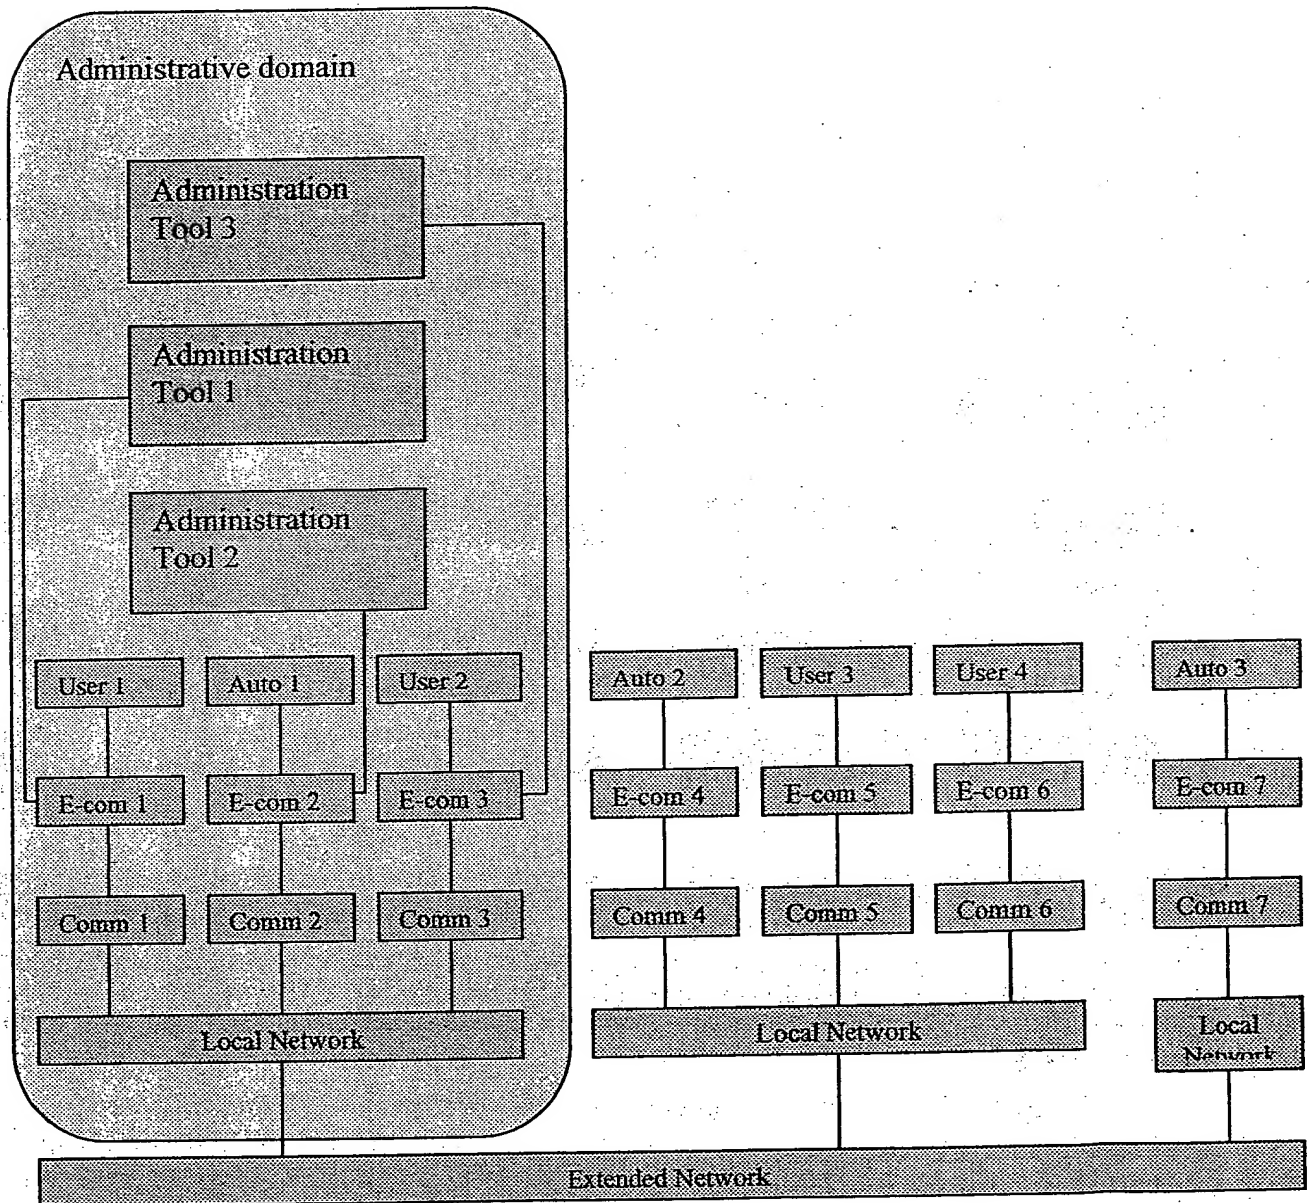 Administrative domain
Administration
Tool 3
Administration
Tool 1
Administration
Tool 2
User 1
Auto 1
User 2
Auto 2
User 3
User 4
Auto 3
E-com 1
E-com 2
E-com 3
E-com 4
E-com 5
E-com 6
E-com 7
Comm 1
Comm 2
Comm 3
Comm 4
Comm 5
Comm 6
Comm 7
Local Network
Local Network
Local
Network
Extended Network